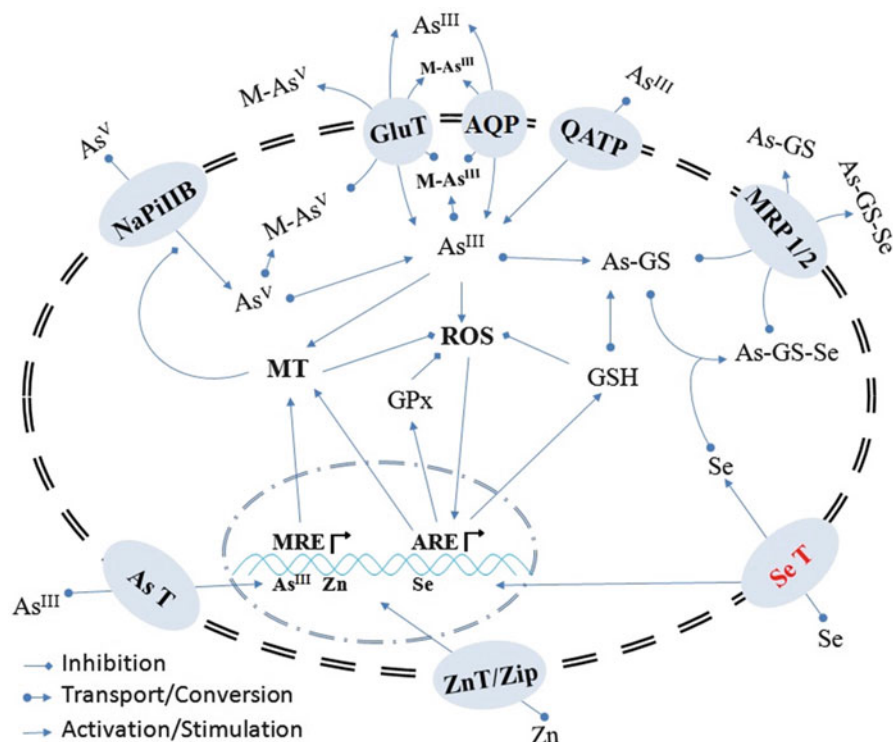 As^III
M-As^III
M-As^V
As^III
GluT
AQP
QATP
As^V
As-GS
As-GS-Se
NaPiIIB
M-As^III
MRP 1/2
M-As^V
As^III
As-GS
As^V
ROS
As-GS-Se
MT
GPx
GSH
Se
MRE
ARE
As^III Zn Se
As T
Se T
As^III
Se
ZnT/Zip
Zn
Inhibition
Transport/Conversion
Activation/Stimulation